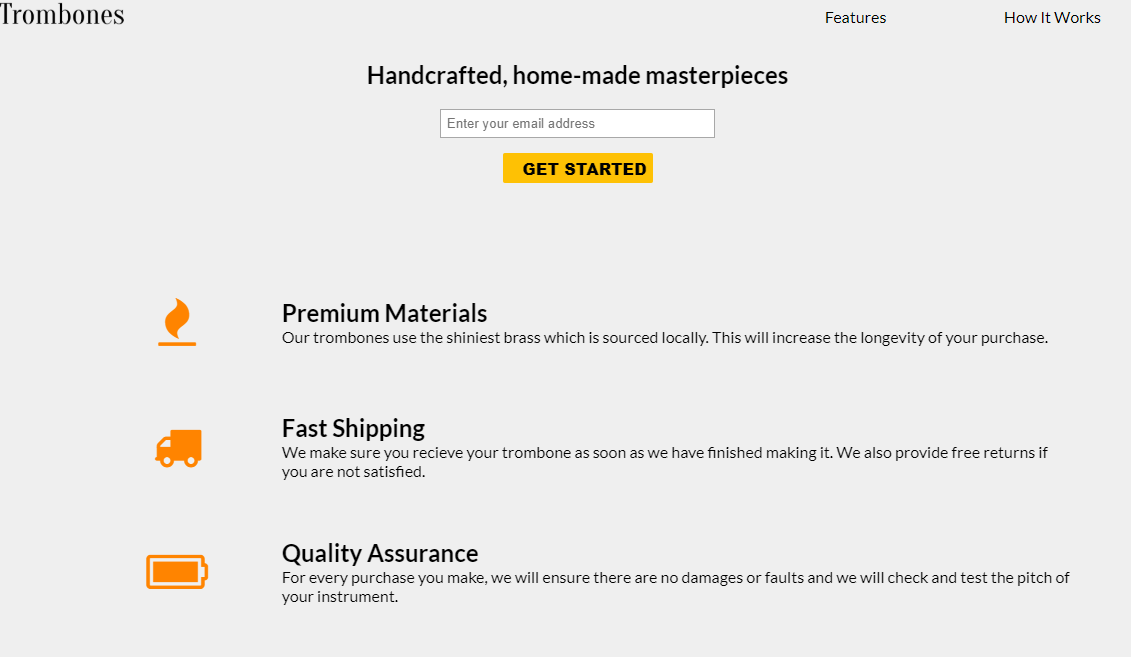 Trombones
Features
How It Works
Handcrafted, home-made masterpieces
Enter your email address
GET STARTED
Premium Materials
Our trombones use the shiniest brass which is sourced locally. This will increase the longevity of your purchase.
Fast Shipping
We make sure you recieve your trombone as soon as we have finished making it. We also provide free returns if
you are not satisfied.
Quality Assurance
For every purchase you make, we will ensure there are no damages or faults and we will check and test the pitch of
your instrument.